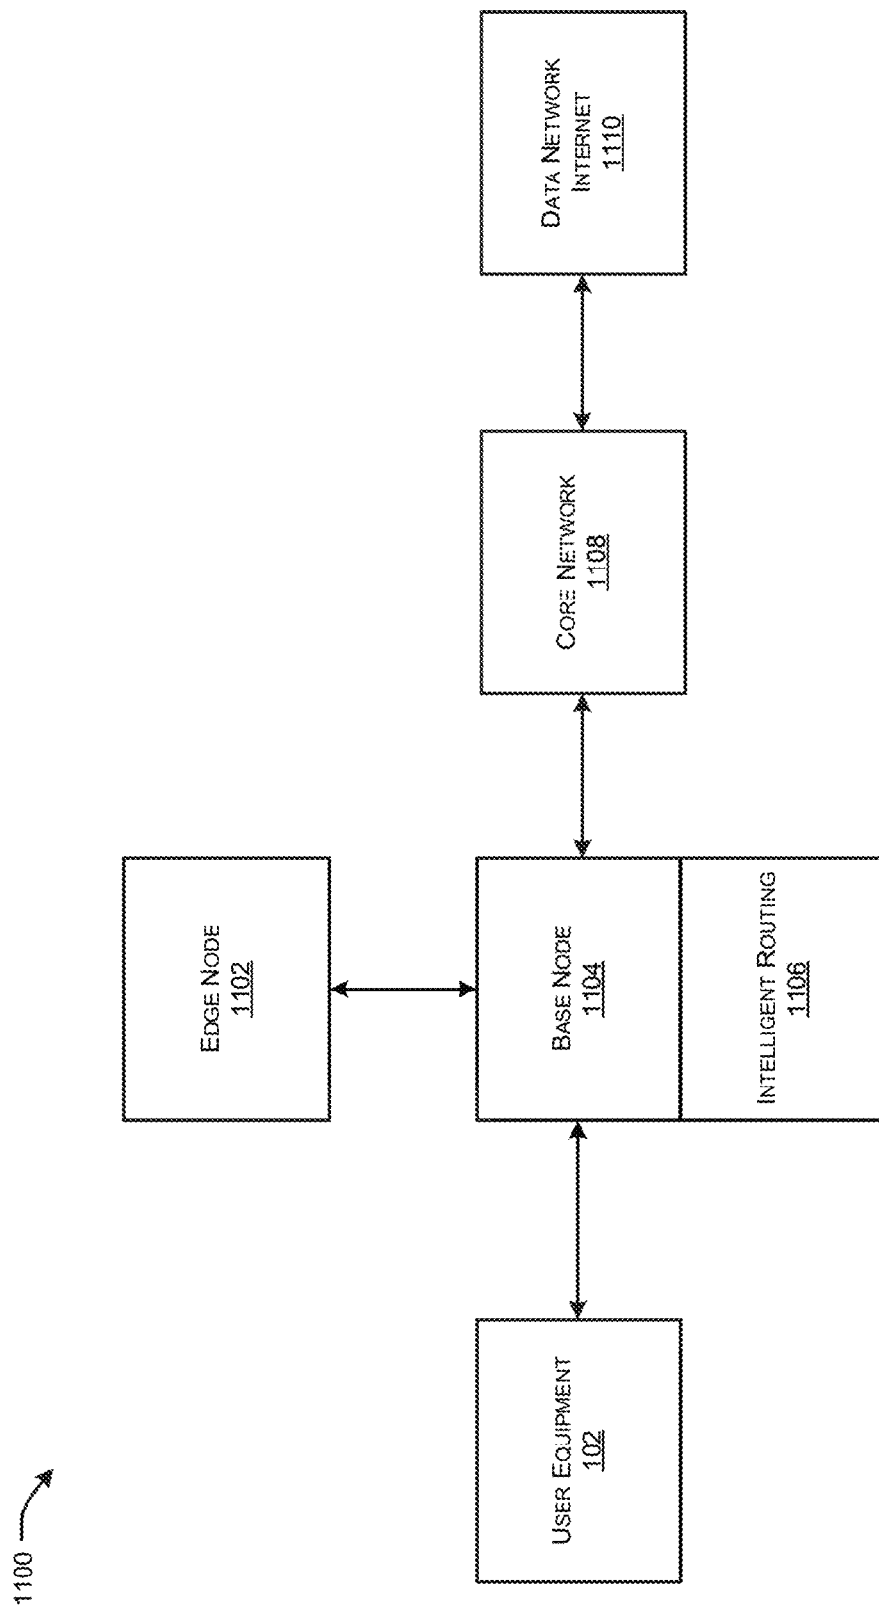 1100
EDGE NODE
1102
USER EQUIPMENT
102
BASE NODE
1104
CORE NETWORK
1108
DATA NETWORK
INTERNET
1110
INTELLIGENT ROUTING
1106